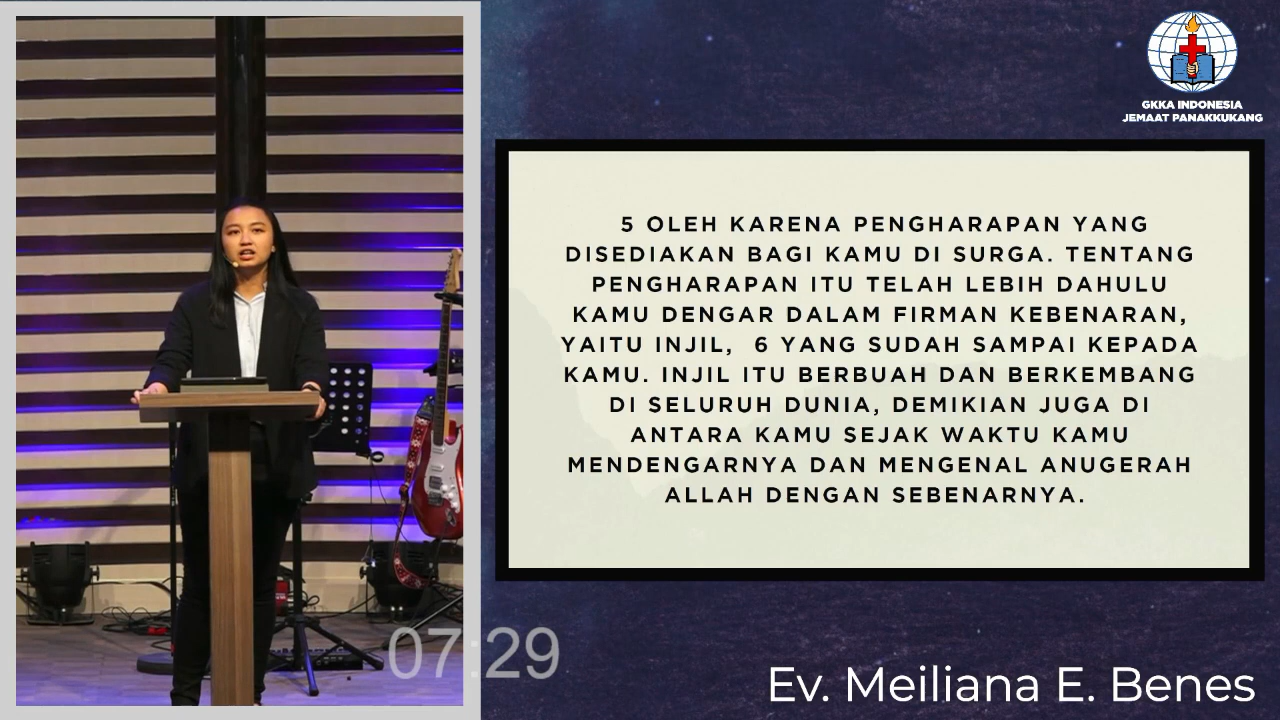 GKKA INDONESIA
JEMAAT PANAKKUKANG
5 OLEH KARENA PENGHARAPAN YANG
DISEDIAKAN BAGI KAMU DI SURGA. TENTANG
PENGHARAPAN ITU TELAH LEBIH DAHULU
KAMU DENGAR DALAM FIRMAN KEBENARAN,
YAITU INJIL, 6 YANG SUDAH SAMPAI KEPADA
KAMU. INJIL ITU BERBUAH DAN BERKEMBANG
DI SELURUH DUNIA, DEMIKIAN JUGA DI
ANTARA KAMU SEJAK WAKTU KAMU
MENDENGARNYA DAN MENGENAL ANUGERAH
ALLAH DENGAN SEBENARNYA.
07:29
Ev. Meiliana E. Benes